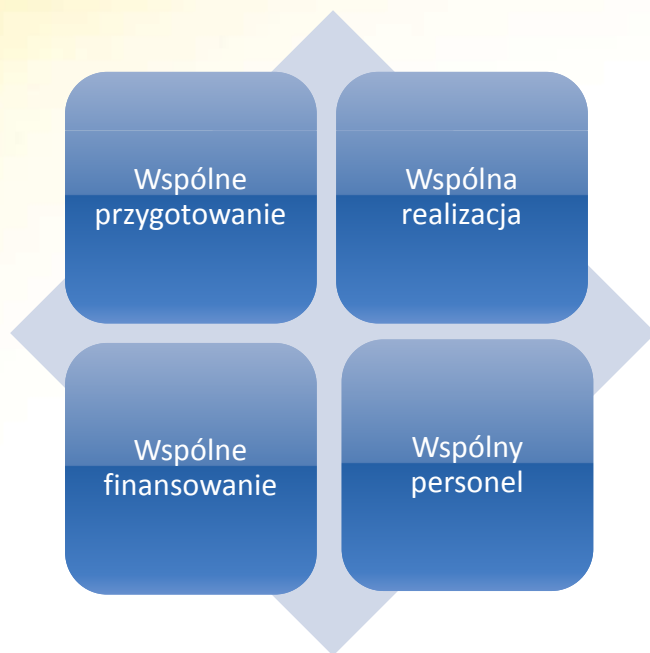 Wspólne
przygotowanie
Wspólna
realizacja
Wspólne
finansowanie
Wspólny
personel